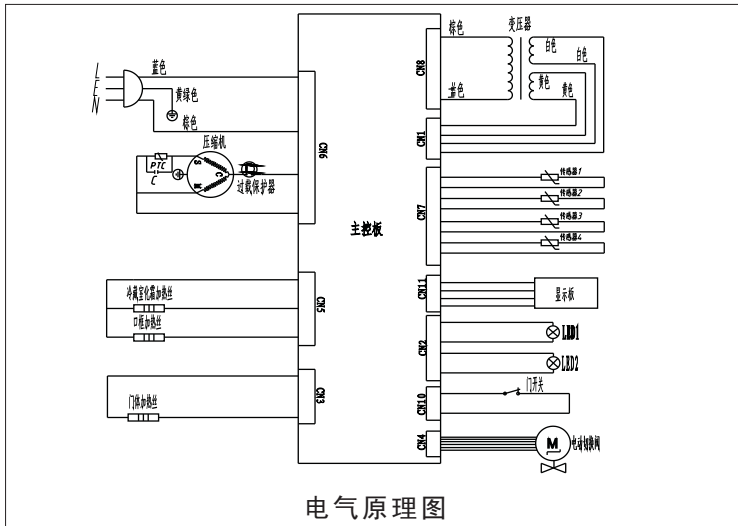 棕色
变压器
白色
白色
黄色
黄色
蓝色
CN8
蓝色
黄绿色
L
E
N
棕色
压缩机
CN6
CN1
S
PTC
C
C
M
过载保护器
传感器1
传感器2
传感器3
传感器4
CN7
主控板
冷藏室化霜加热丝
口框加热丝
CN5
CN11
显示板
LED1
LED2
CN2
门体加热丝
CN3
门开关
CN10
CN4
M
电动切换阀
电气原理图